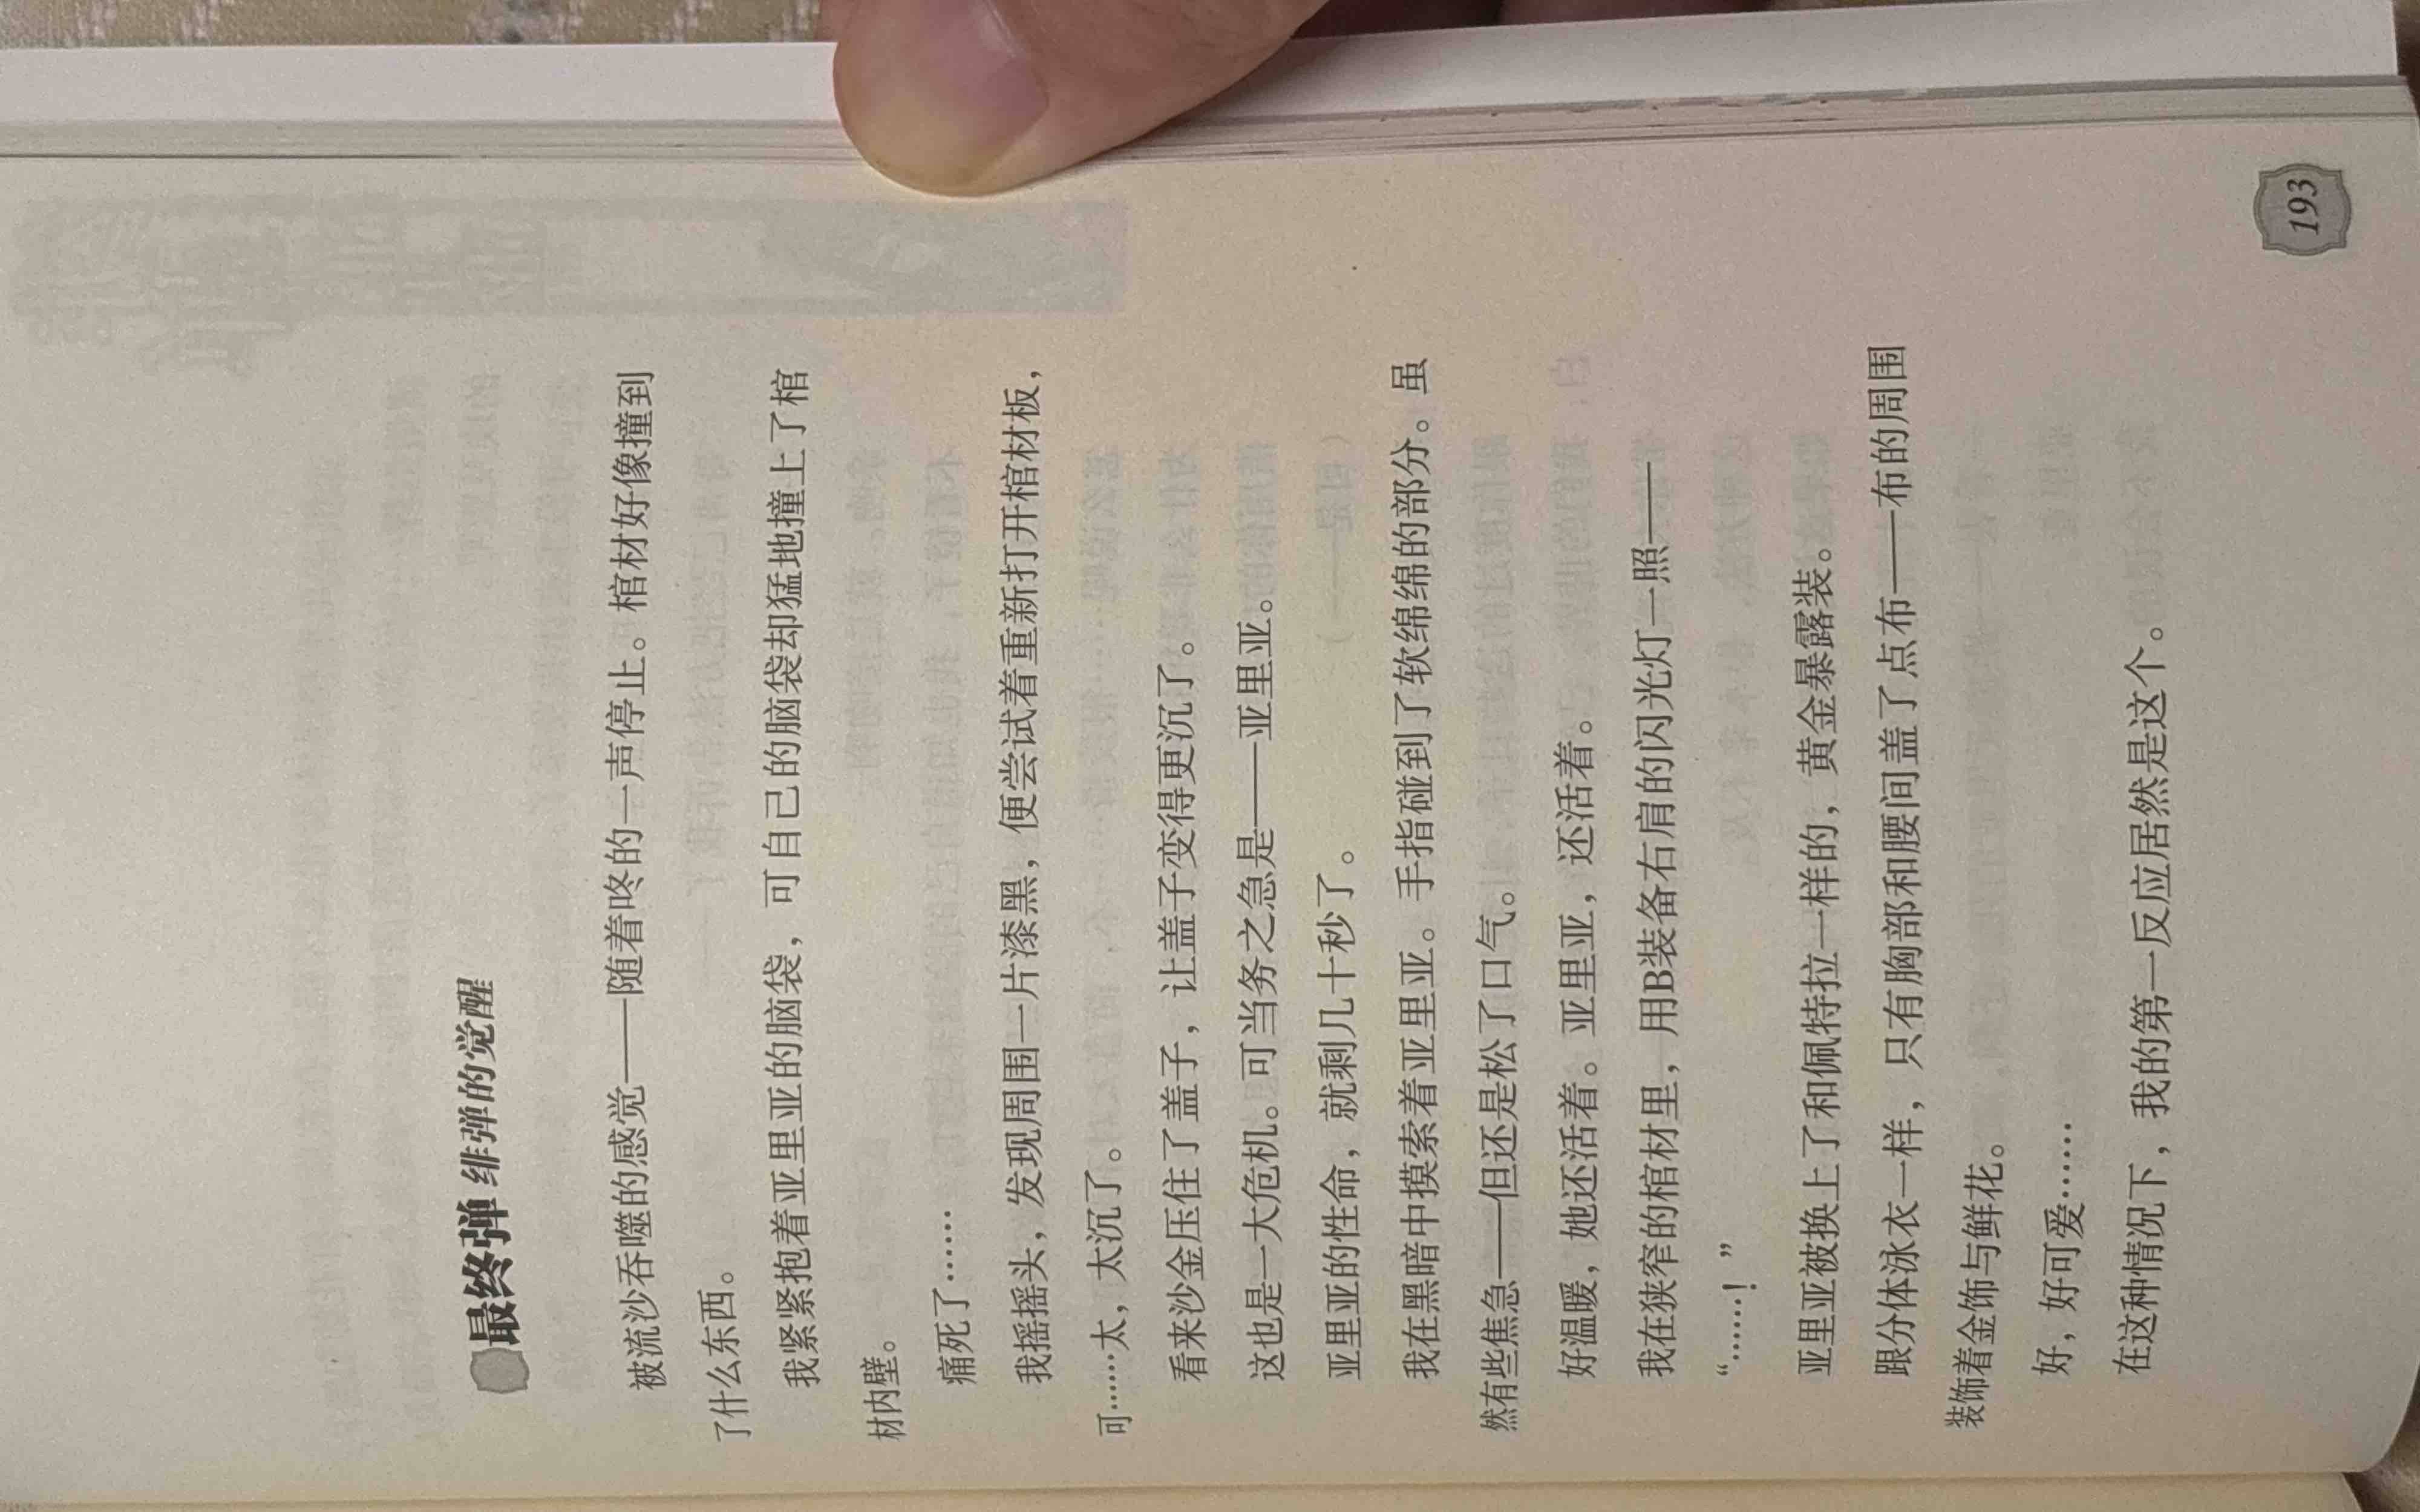 最终弹 绯弹的觉醒
被流沙吞噬的感觉——随着咚的一声停止。棺材好像撞到
了什么东西。
我紧紧抱着亚里亚的脑袋，可自己的脑袋却猛地撞上了棺
材内壁。
痛死了……
我摇摇头，发现周围一片漆黑，便尝试着重新打开棺材板，
可……太，太沉了。
看来沙金压住了盖子，让盖子变得更沉了。
这也是一大危机。可当务之急是——亚里亚。
亚里亚的性命，就剩几十秒了。
我在黑暗中摸索着亚里亚。手指碰到了软绵绵的部分。虽
然有些焦急——但还是松了口气。
好温暖，她还活着。亚里亚，还活着。
我在狭窄的棺材里，用B装备右肩的闪光灯一照——
“……！”
亚里亚被换上了和佩特拉一样的，黄金暴露装。
跟分体泳衣一样，只有胸部和腰间盖了点布——布的周围
装饰着金饰与鲜花。
好，好可爱……
在这种情况下，我的第一反应居然是这个。
193